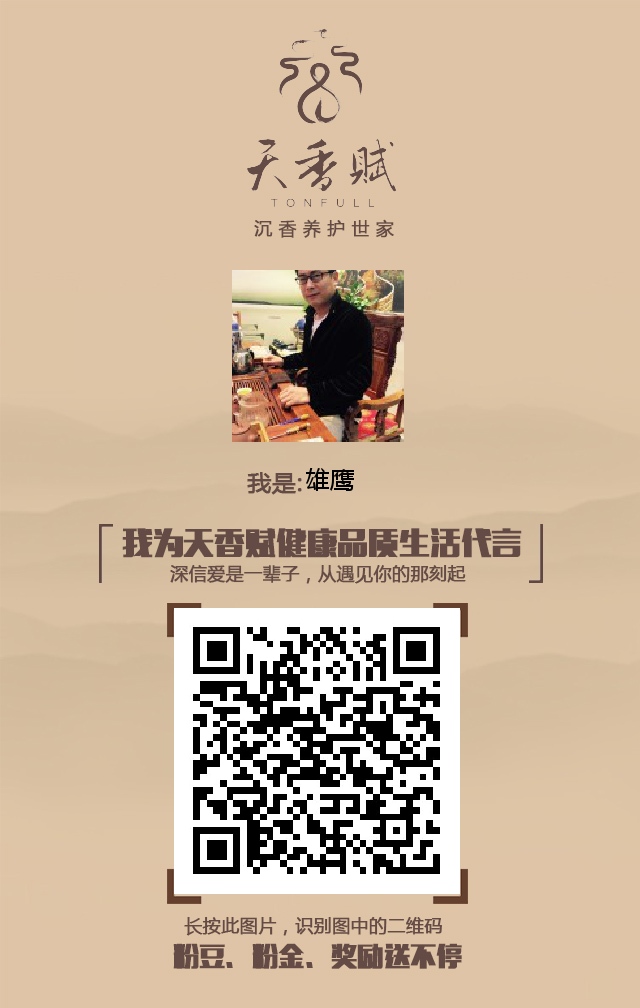 天香赋
TONFULL
沉香养护世家
我是:雄鹰
我为天香赋健康品质生活代言
深信爱是一辈子，从遇见你的那刻起
长按此图片，识别图中的二维码
粉豆、粉金、奖励送不停